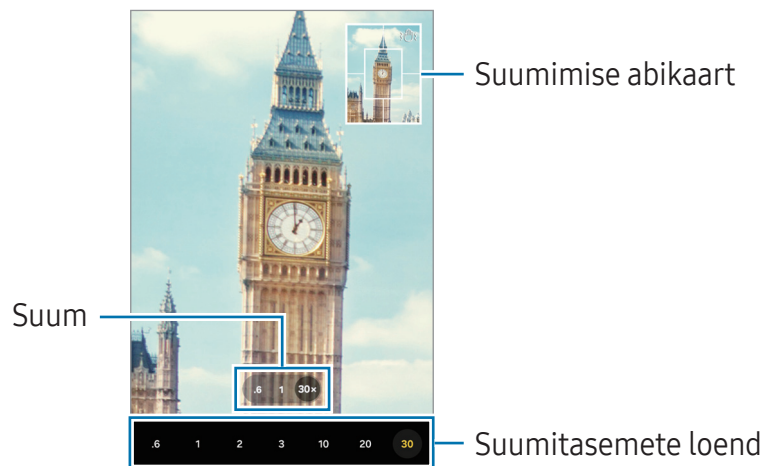 Suumimise abikaart
Suum
.6 1 30×
.6 1 2 3 10 20 30
Suumitasemete loend